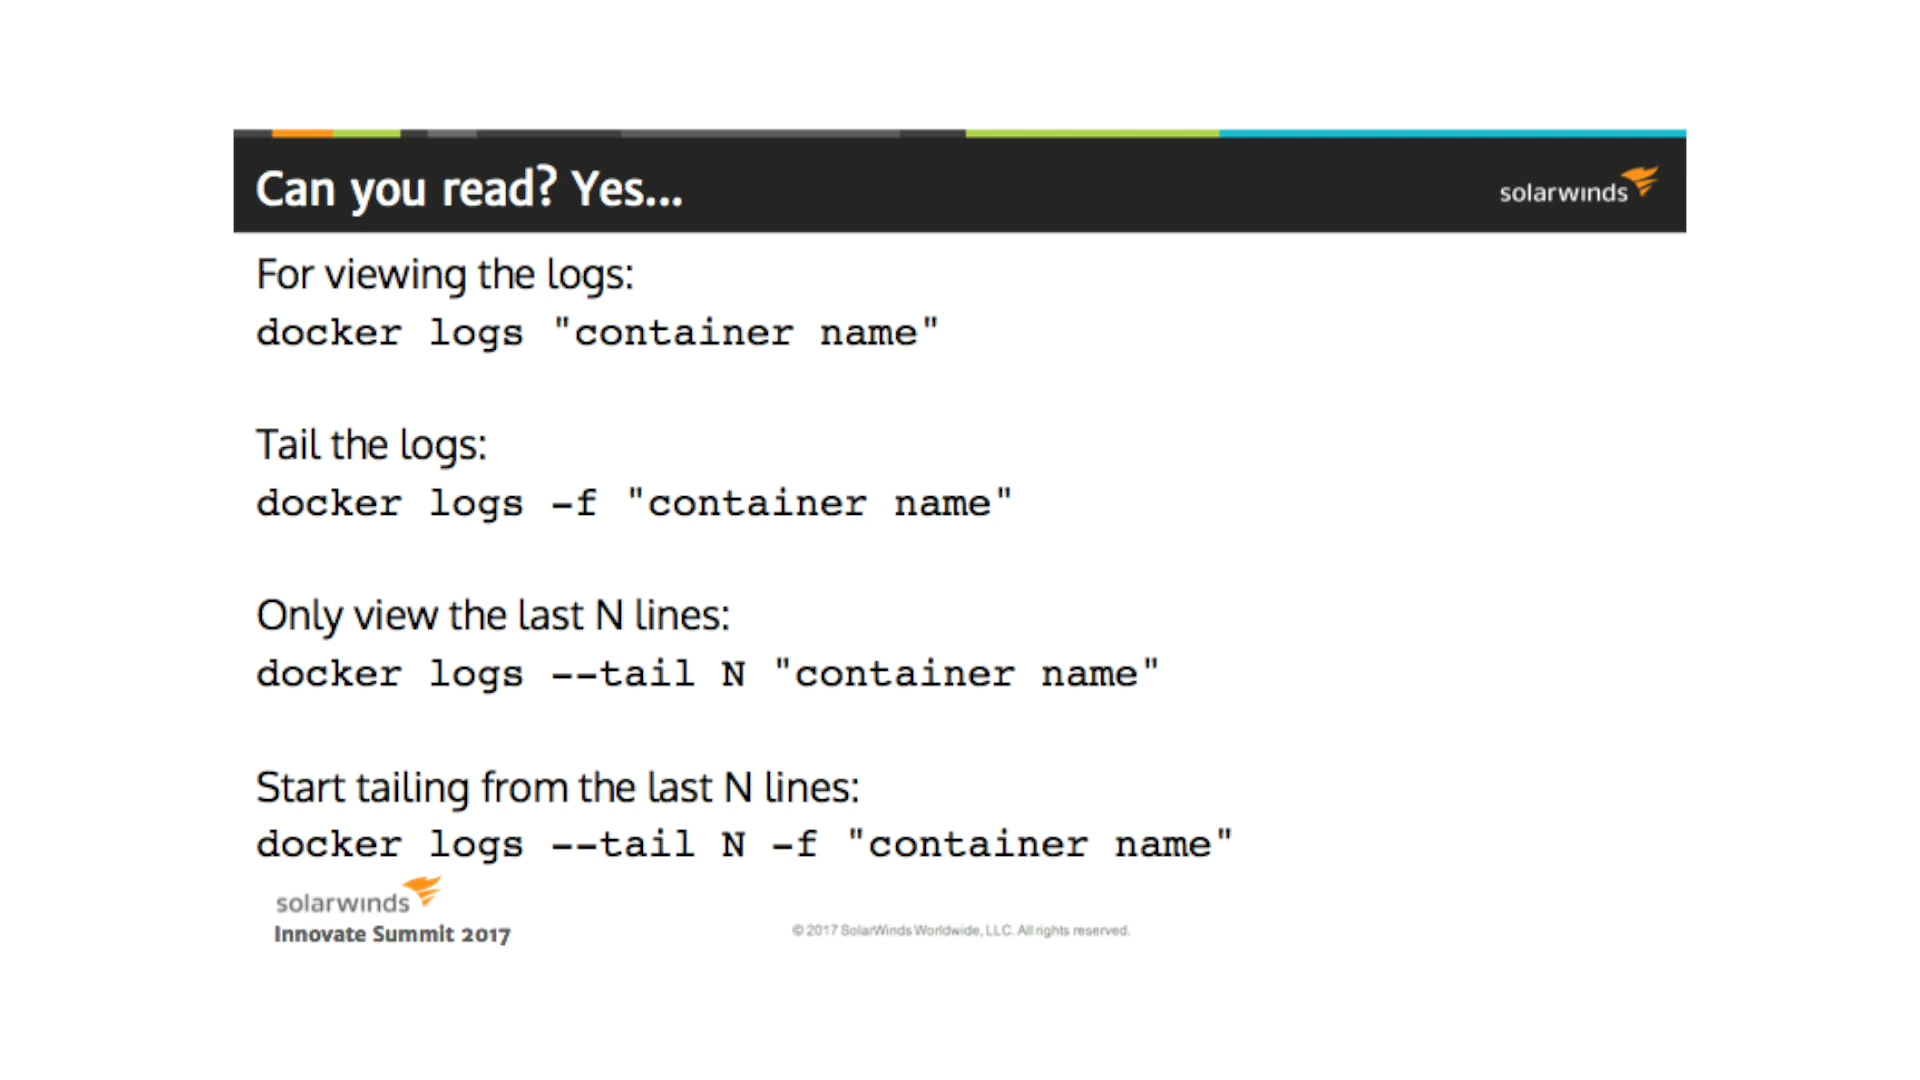 Can you read? Yes...
solarwinds
For viewing the logs:
docker logs "container name"
Tail the logs:
docker logs -f "container name"
Only view the last N lines:
docker logs --tail N "container name"
Start tailing from the last N lines:
docker logs --tail N -f "container name"
solarwinds
Innovate Summit 2017
© 2017 SolarWinds Worldwide, LLC. All rights reserved.